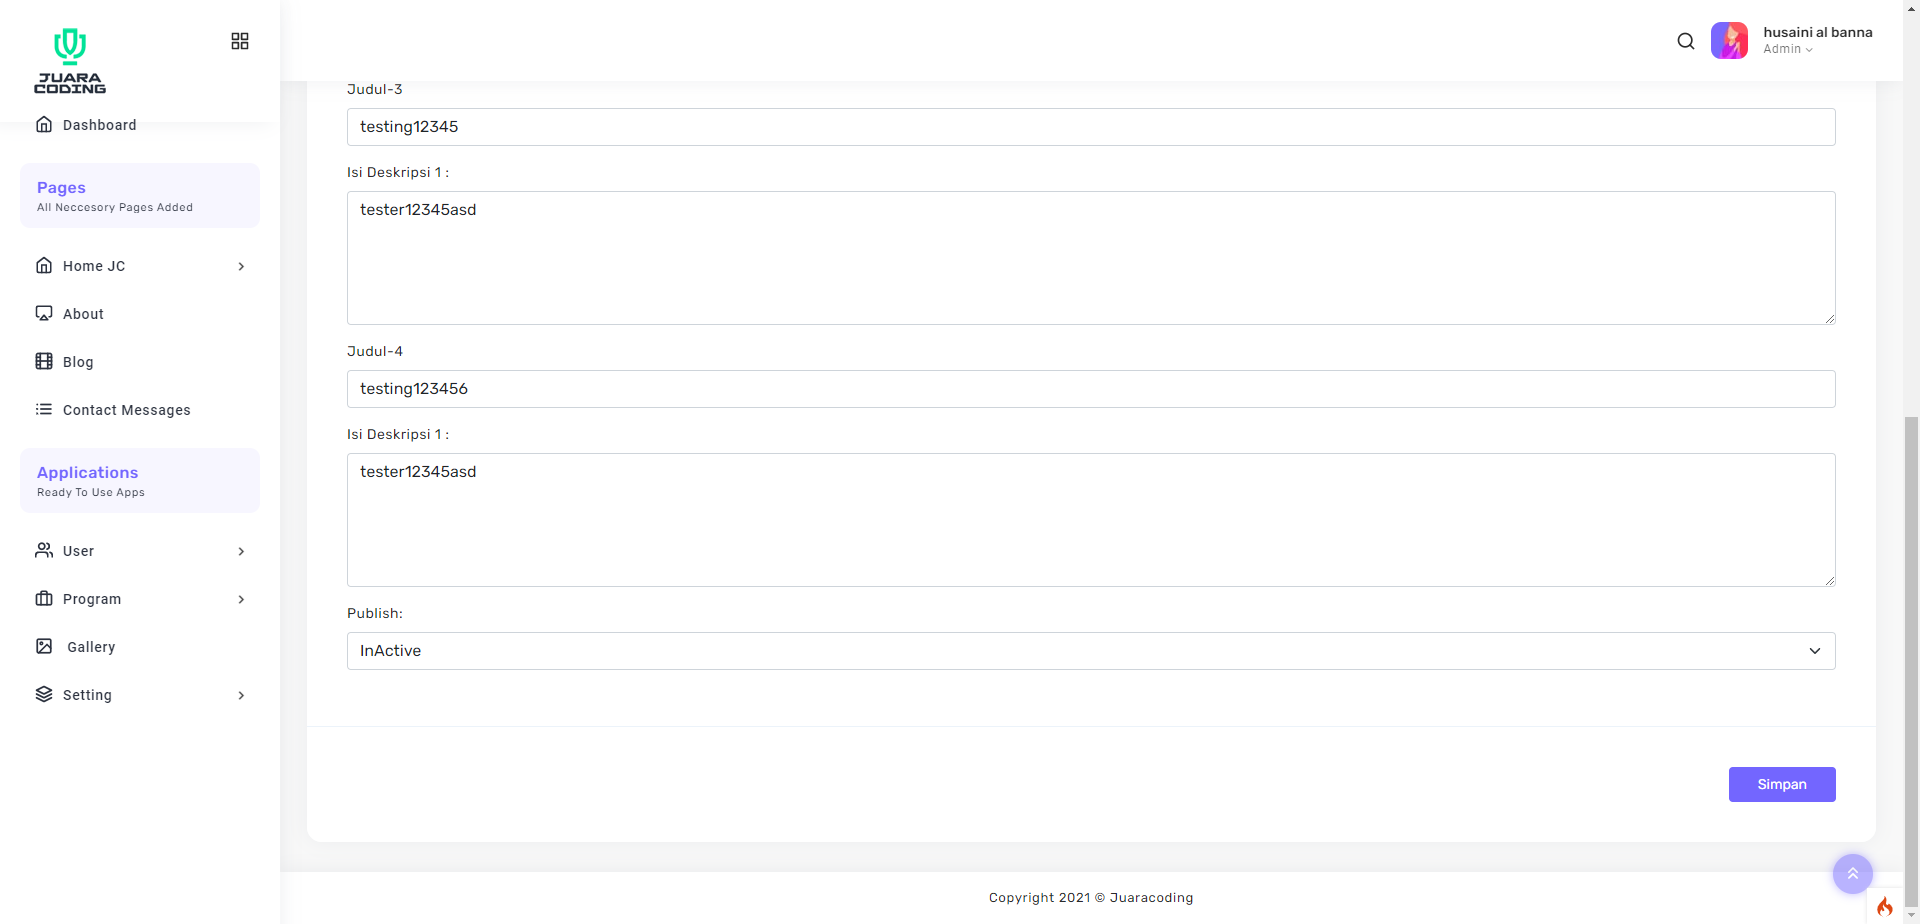 JUARA
CODING
husaini al banna
Admin
Dashboard
Pages
All Neccesory Pages Added
Home JC
About
Blog
Contact Messages
Applications
Ready To Use Apps
User
Program
Gallery
Setting
Judul-3
testing12345
Isi Deskripsi 1 :
tester12345asd
Judul-4
testing123456
Isi Deskripsi 1 :
tester12345asd
Publish:
InActive
Simpan
Copyright 2021 © Juaracoding